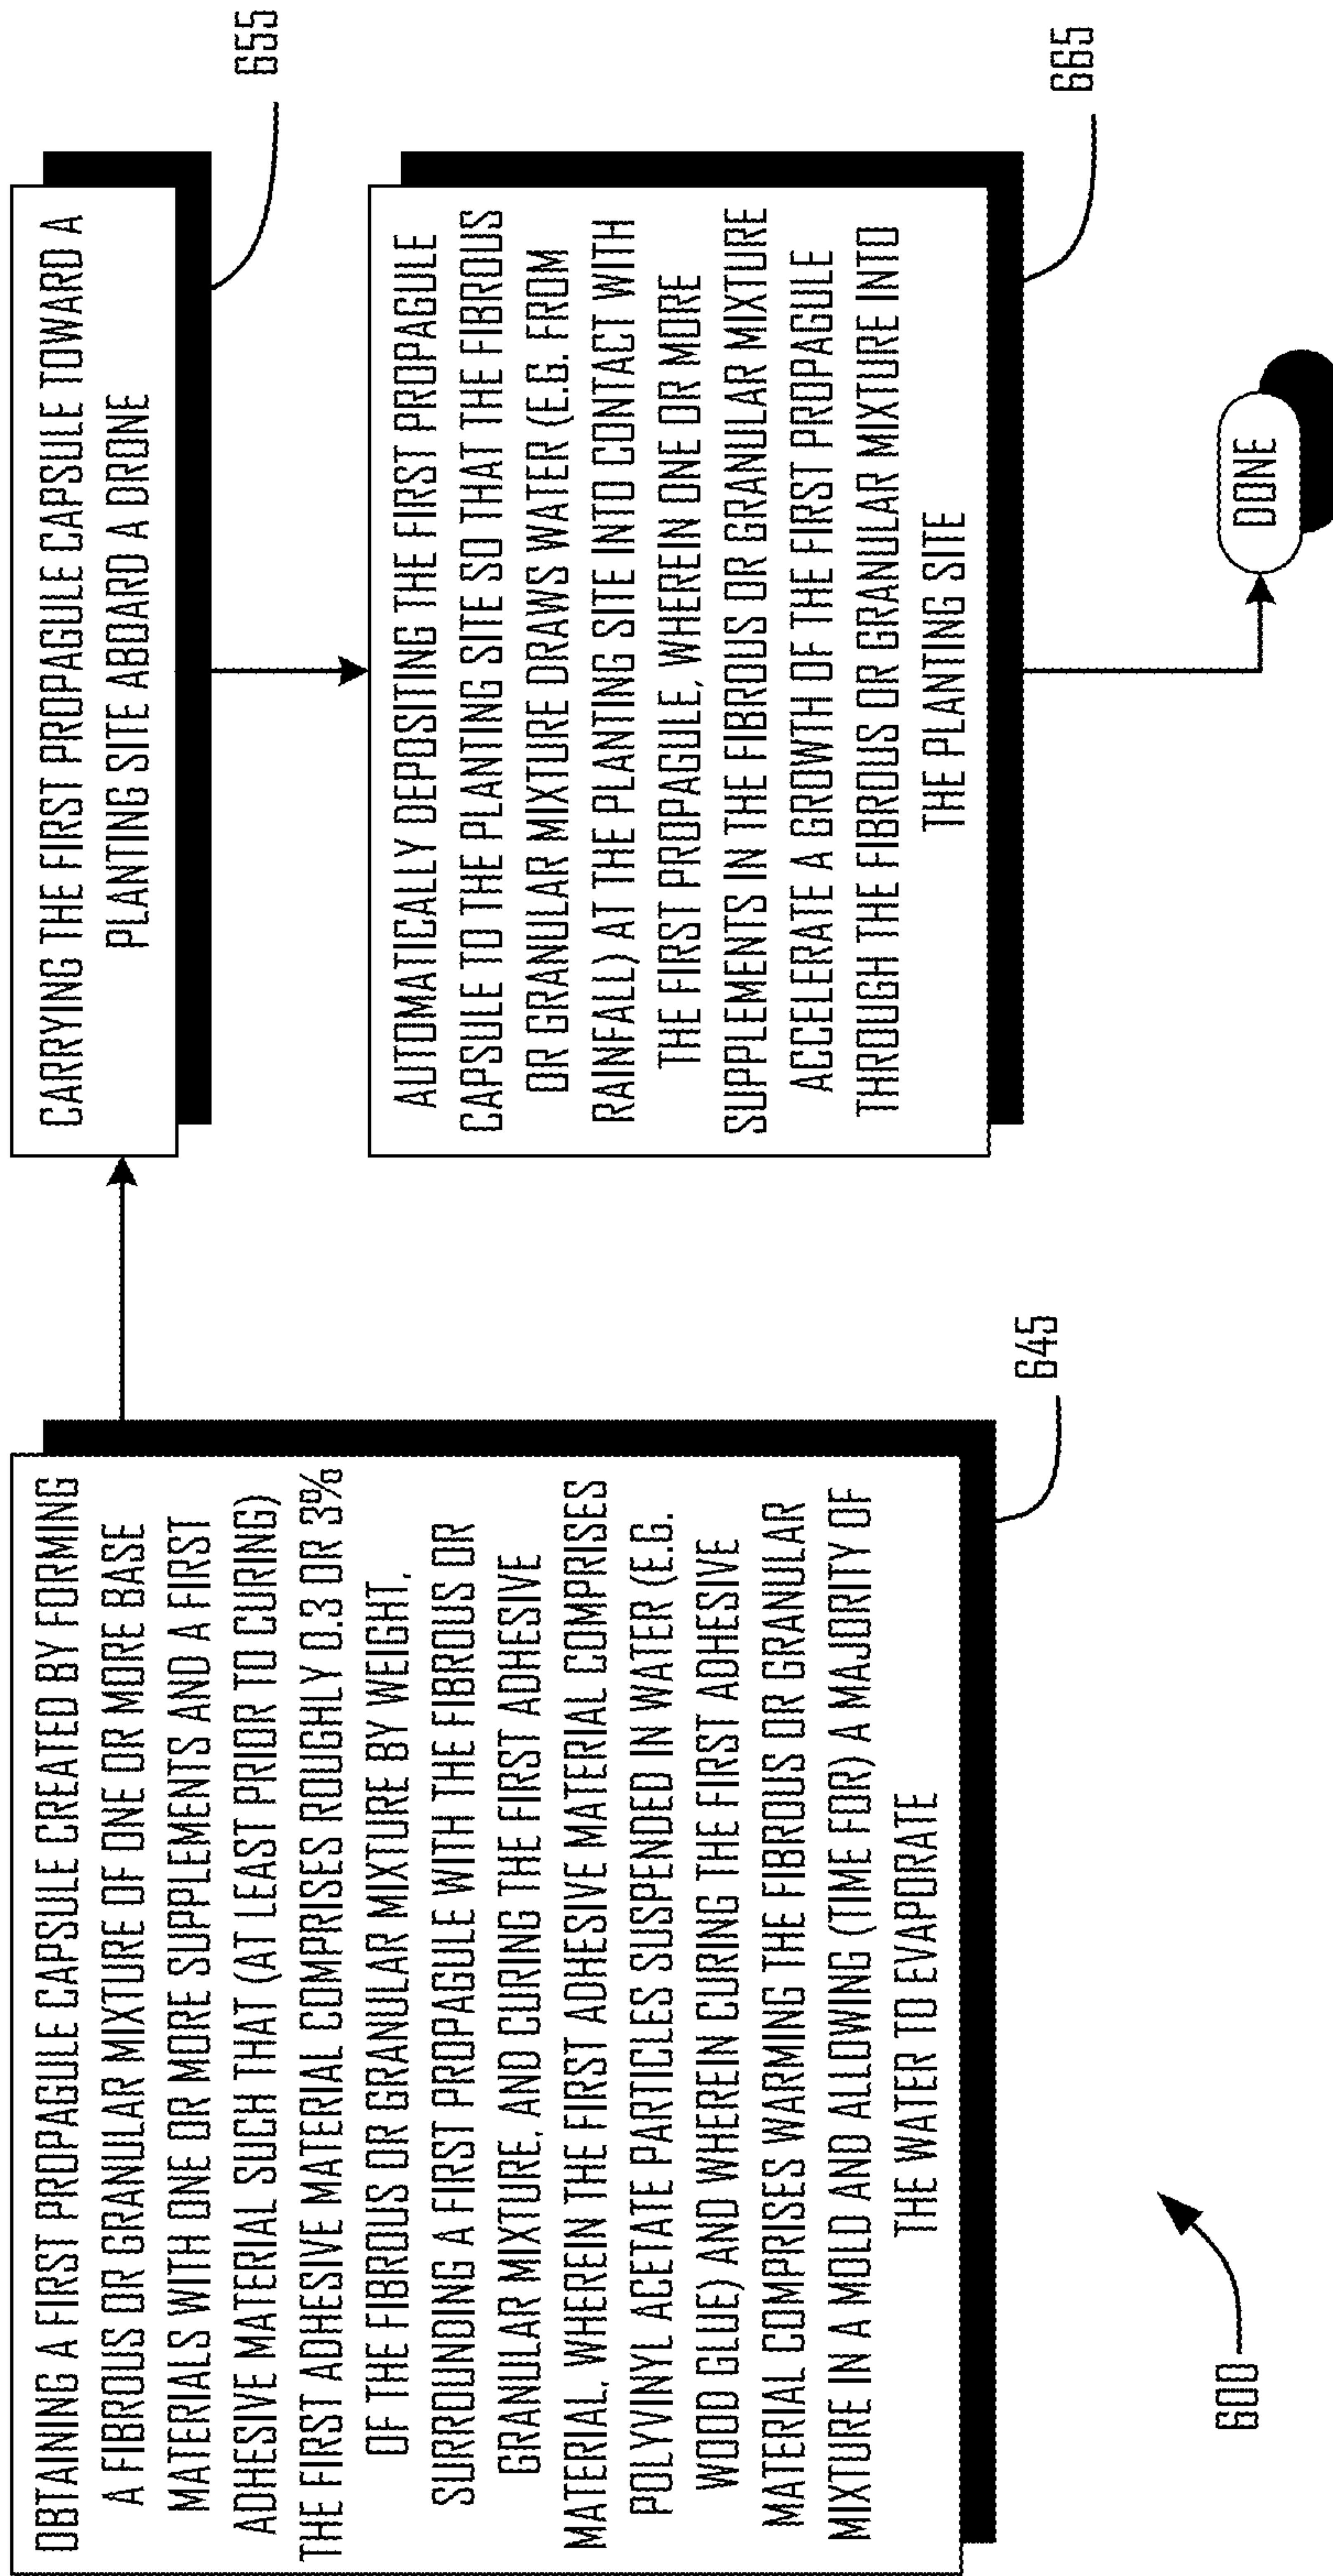 OBTAINING A FIRST PROPAGULE CAPSULE CREATED BY FORMING
A FIBROUS OR GRANULAR MIXTURE OF ONE OR MORE BASE
MATERIALS WITH ONE OR MORE SUPPLEMENTS AND A FIRST
ADHESIVE MATERIAL SUCH THAT (AT LEAST PRIOR TO CURING)
THE FIRST ADHESIVE MATERIAL COMPRISES ROUGHLY 0.3 OR 3%
OF THE FIBROUS OR GRANULAR MIXTURE BY WEIGHT,
SURROUNDING A FIRST PROPAGULE WITH THE FIBROUS OR
GRANULAR MIXTURE, AND CURING THE FIRST ADHESIVE
MATERIAL, WHEREIN THE FIRST ADHESIVE MATERIAL COMPRISES
POLYVINYL ACETATE PARTICLES SUSPENDED IN WATER (E.G.
WOOD GLUE) AND WHEREIN CURING THE FIRST ADHESIVE
MATERIAL COMPRISES WARMING THE FIBROUS OR GRANULAR
MIXTURE IN A MOLD AND ALLOWING (TIME FOR) A MAJORITY OF
THE WATER TO EVAPORATE
645
600
CARRYING THE FIRST PROPAGULE CAPSULE TOWARD A
PLANTING SITE ABOARD A DRONE
655
AUTOMATICALLY DEPOSITING THE FIRST PROPAGULE
CAPSULE TO THE PLANTING SITE SO THAT THE FIBROUS
OR GRANULAR MIXTURE DRAWS WATER (E.G. FROM
RAINFALL) AT THE PLANTING SITE INTO CONTACT WITH
THE FIRST PROPAGULE, WHEREIN ONE OR MORE
SUPPLEMENTS IN THE FIBROUS OR GRANULAR MIXTURE
ACCELERATE A GROWTH OF THE FIRST PROPAGULE
THROUGH THE FIBROUS OR GRANULAR MIXTURE INTO
THE PLANTING SITE
665
DONE